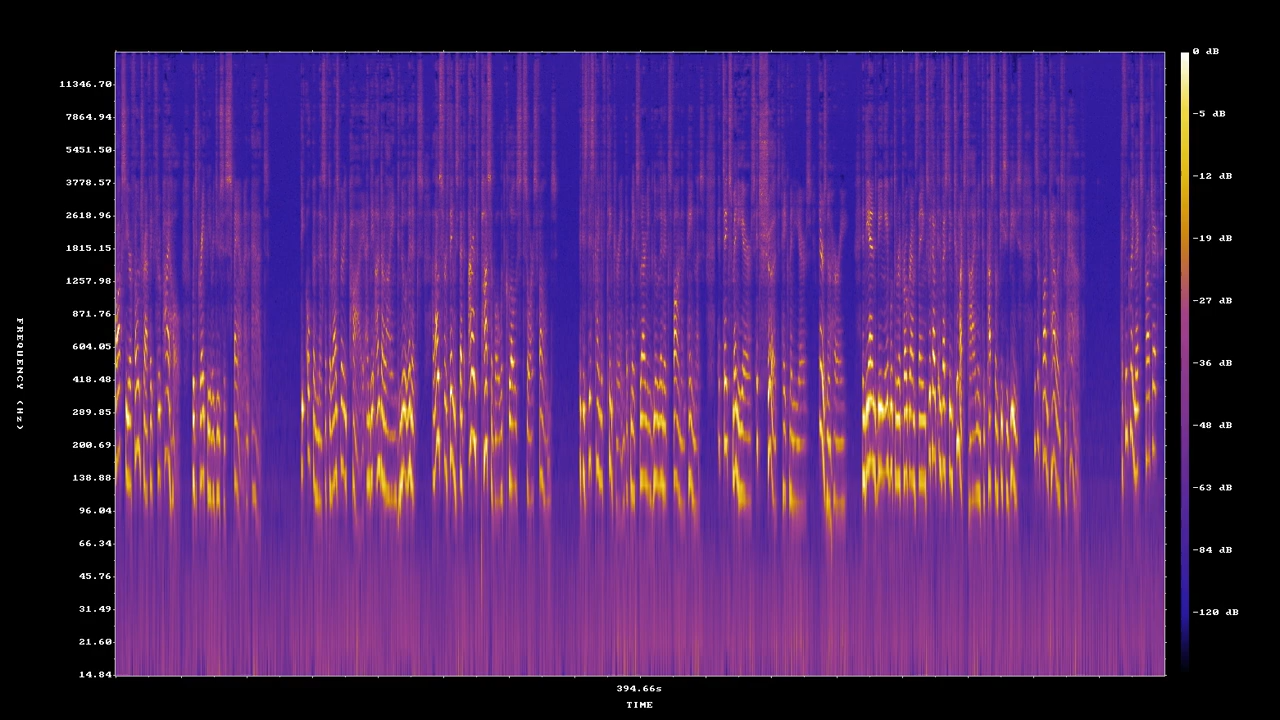 0 dB
11346.70
-5 dB
7864.94
5451.50
-12 dB
3778.57
2618.96
-19 dB
1815.15
1257.98
-27 dB
871.76
604.05
-36 dB
418.48
289.85
-48 dB
200.69
138.88
-63 dB
96.04
66.34
-84 dB
45.76
31.49
-120 dB
21.60
14.84
FREQUENCY (Hz)
394.66s
TIME